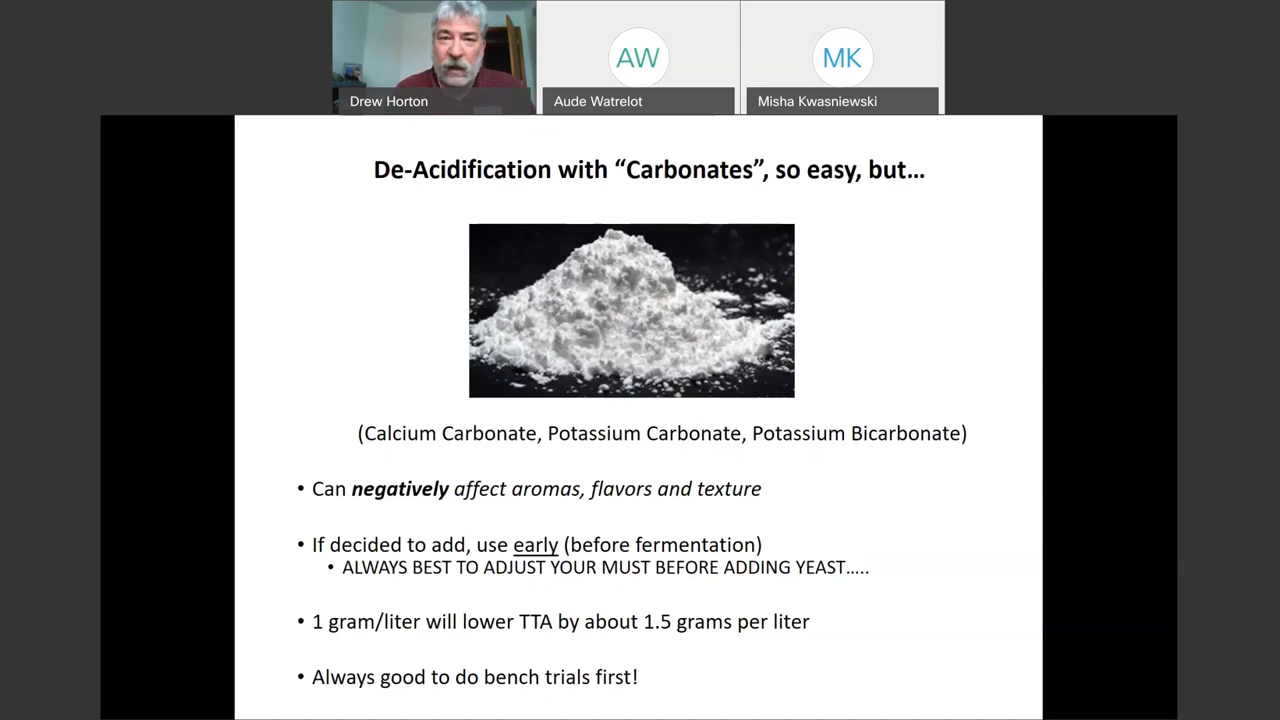 AW
MK
Drew Horton
Aude Watrelot
Misha Kwasniewski
De-Acidification with “Carbonates”, so easy, but…
(Calcium Carbonate, Potassium Carbonate, Potassium Bicarbonate)
• Can negatively affect aromas, flavors and texture
• If decided to add, use early (before fermentation)
• ALWAYS BEST TO ADJUST YOUR MUST BEFORE ADDING YEAST…..
• 1 gram/liter will lower TTA by about 1.5 grams per liter
• Always good to do bench trials first!